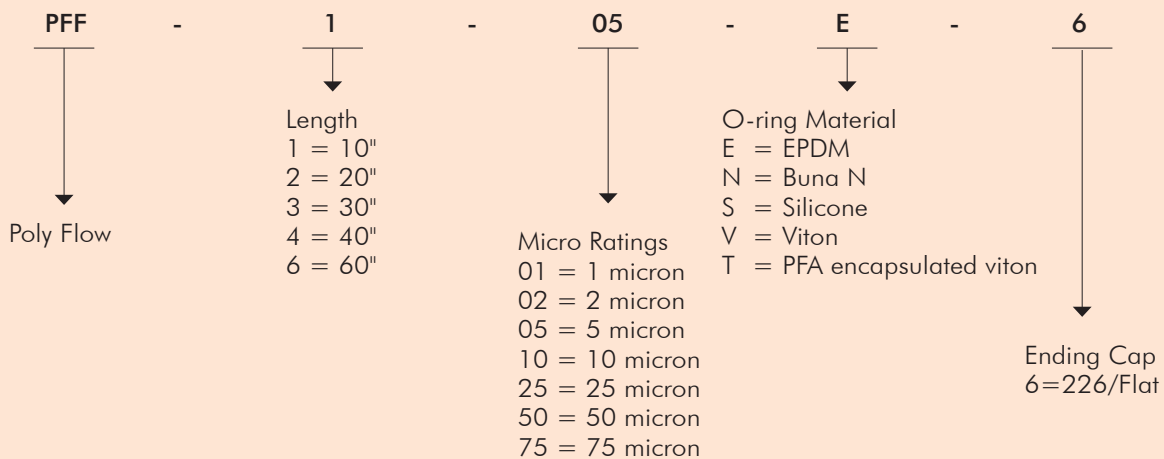 PFF - 1 - 05 - E - 6
Poly Flow
Length
1 = 10"
2 = 20"
3 = 30"
4 = 40"
6 = 60"
Micro Ratings
01 = 1 micron
02 = 2 micron
05 = 5 micron
10 = 10 micron
25 = 25 micron
50 = 50 micron
75 = 75 micron
O-ring Material
E = EPDM
N = Buna N
S = Silicone
V = Viton
T = PFA encapsulated viton
Ending Cap
6=226/Flat